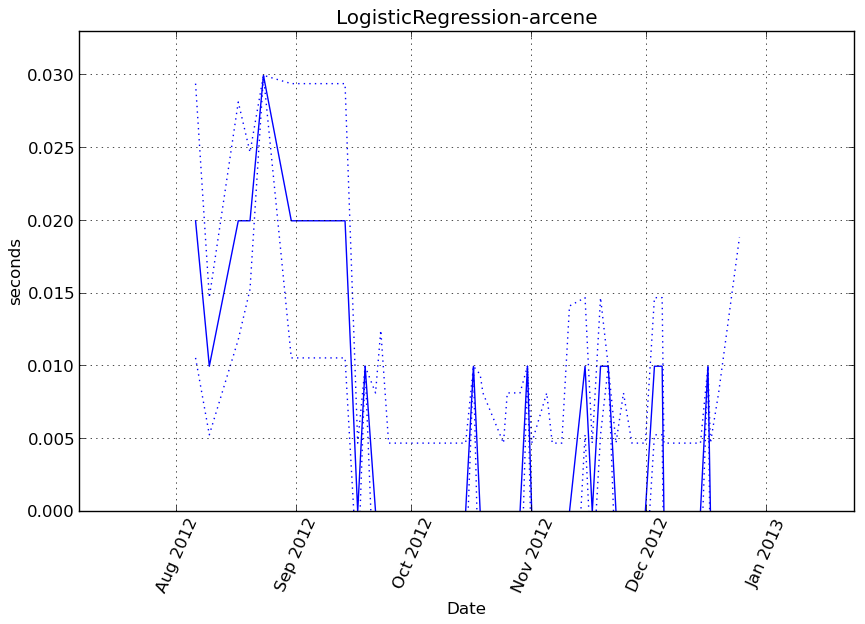 LogisticRegression-arcene
seconds
0.030
0.025
0.020
0.015
0.010
0.005
0.000
Aug 2012
Sep 2012
Oct 2012
Nov 2012
Dec 2012
Jan 2013
Date